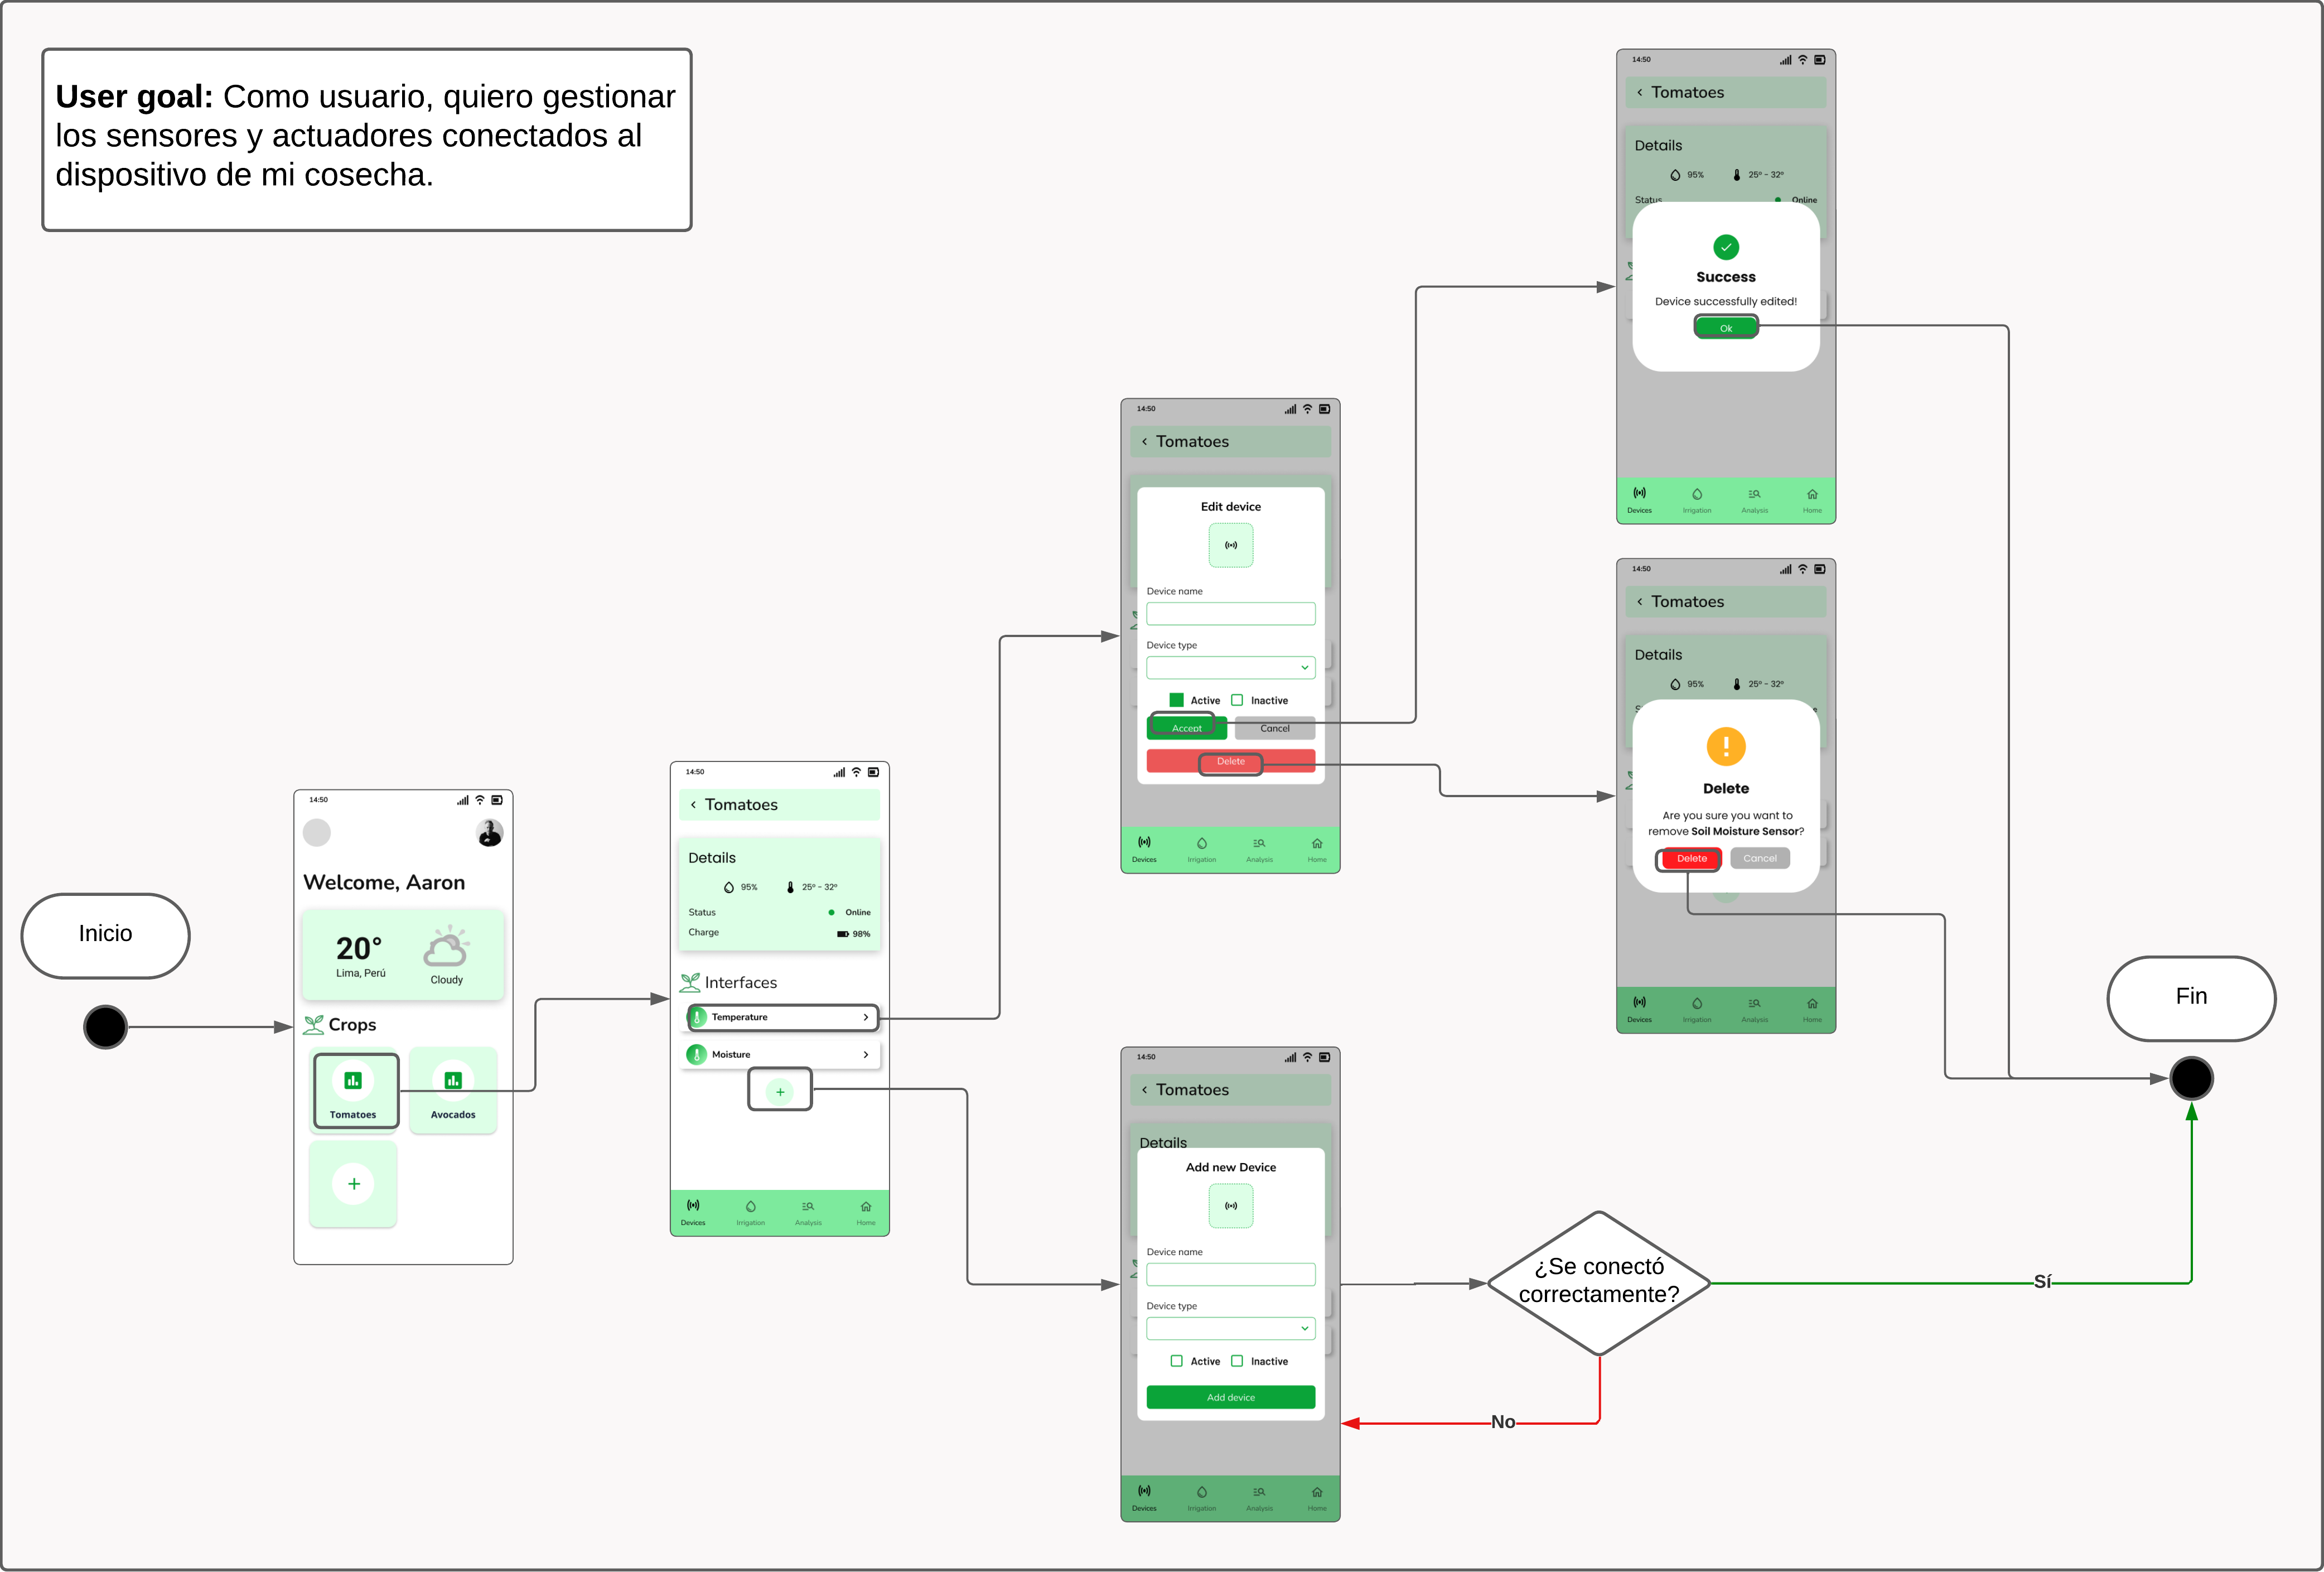 User goal: Como usuario, quiero gestionar
los sensores y actuadores conectados al
dispositivo de mi cosecha.
Inicio
14:50
Welcome, Aaron
20°
Lima, Perú
Cloudy
Crops
Tomatoes
Avocados
14:50
Tomatoes
Details
95%
25° - 32°
Status
Online
Charge
98%
Interfaces
Temperature
Moisture
Devices
Irrigation
Analysis
Home
14:50
Tomatoes
Edit device
Device name
Device type
Active
Inactive
Accept
Cancel
Delete
Devices
Irrigation
Analysis
Home
14:50
Tomatoes
Details
Add new Device
Device name
Device type
Active
Inactive
Add device
Devices
Irrigation
Analysis
Home
14:50
Tomatoes
Details
95%
25° - 32°
Status
Online
Success
Device successfully edited!
Ok
Devices
Irrigation
Analysis
Home
14:50
Tomatoes
Details
95%
25° - 32°
Delete
Are you sure you want to
remove Soil Moisture Sensor?
Delete
Cancel
Devices
Irrigation
Analysis
Home
¿Se conectó
correctamente?
Sí
No
Fin